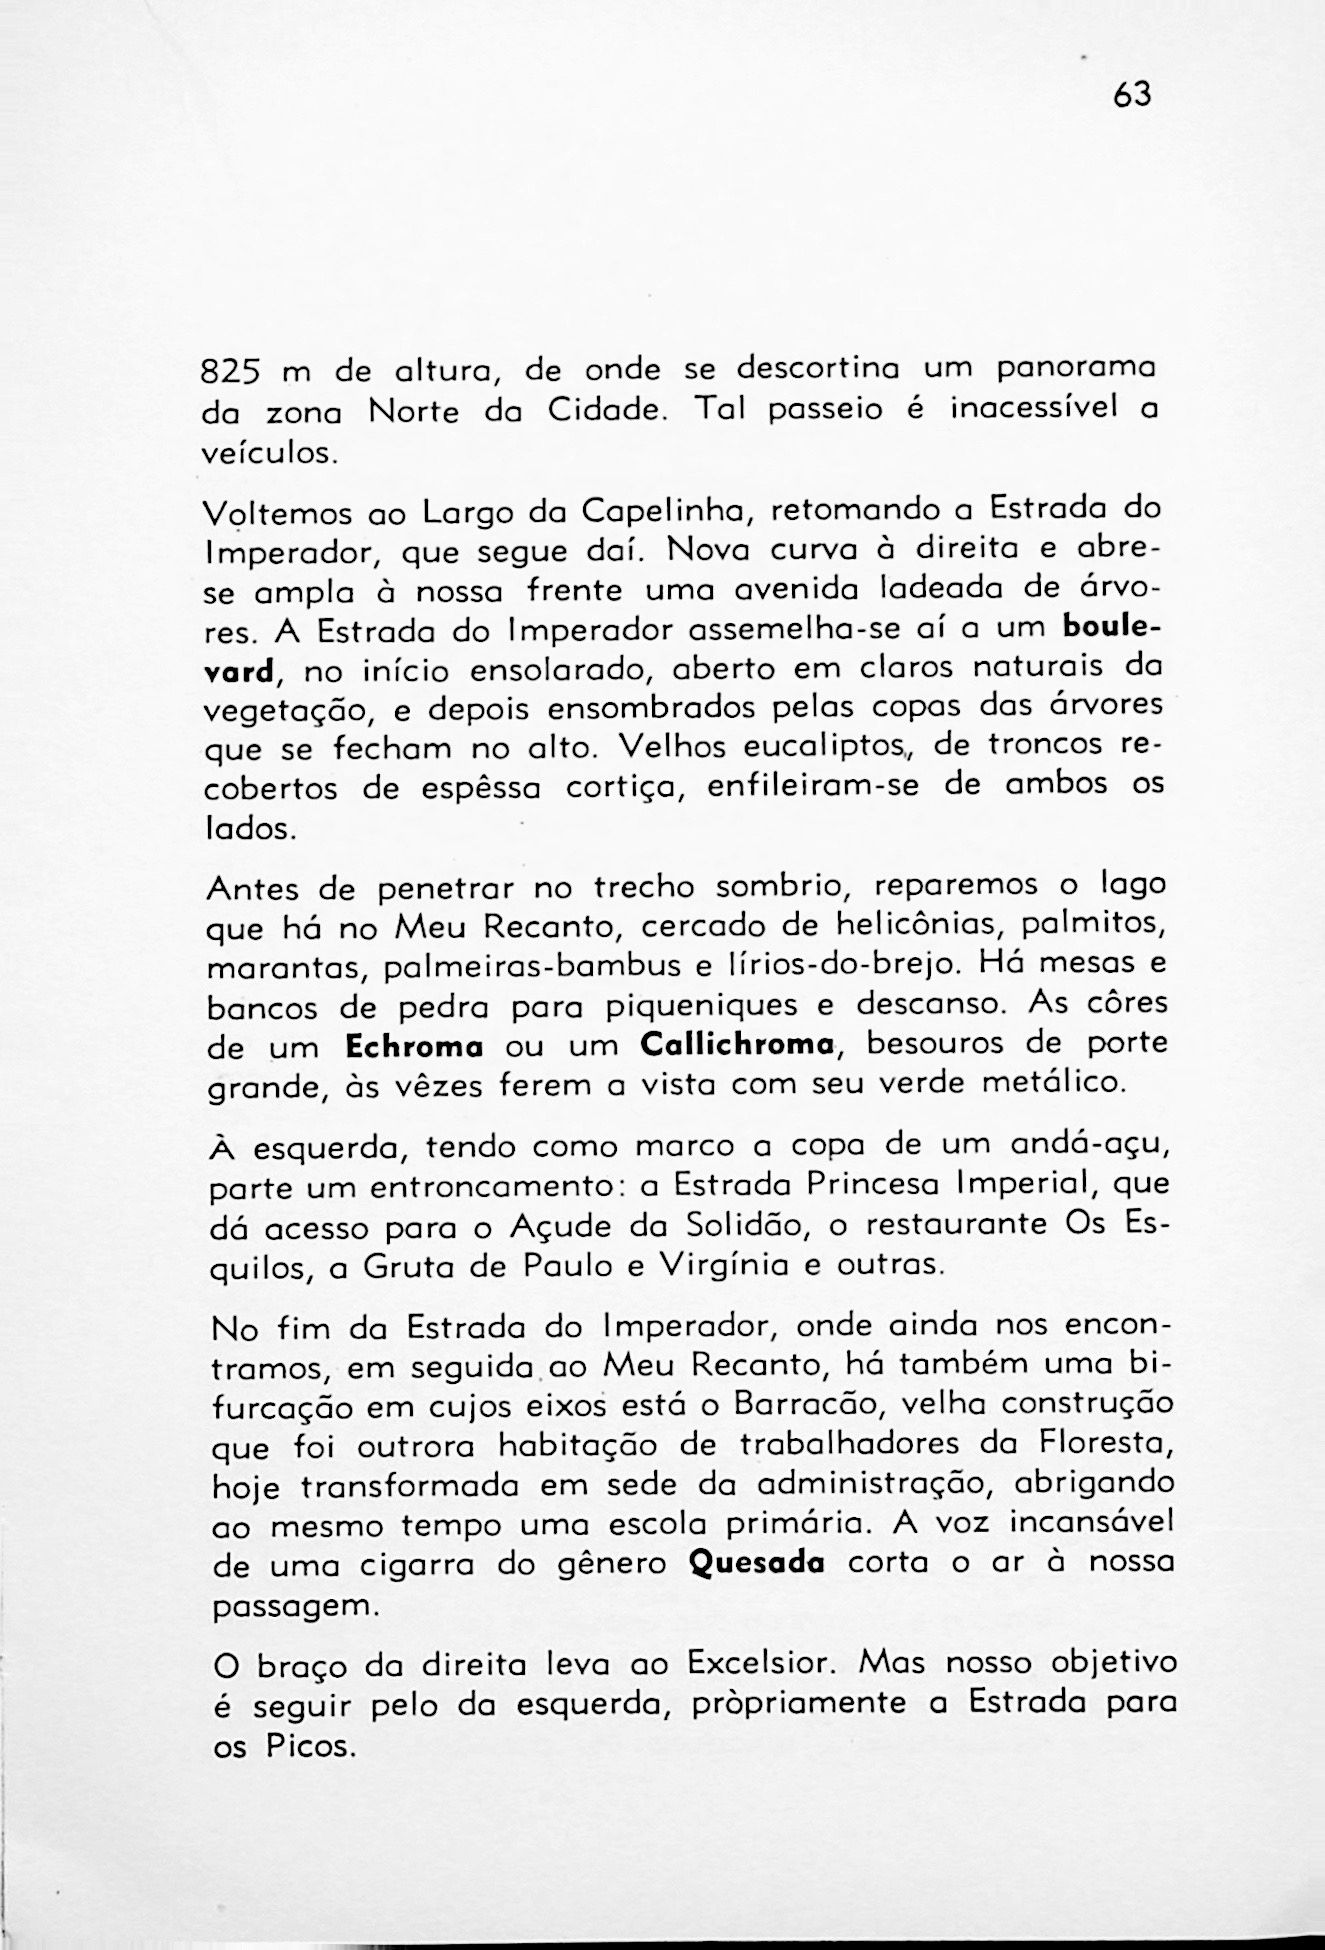 63
825 m de altura, de onde se descortina um panorama
da zona Norte da Cidade. Tal passeio é inacessível a
veículos.
Voltemos ao Largo da Capelinha, retomando a Estrada do
Imperador, que segue daí. Nova curva à direita e abre-
se ampla à nossa frente uma avenida ladeada de árvo-
res. A Estrada do Imperador assemelha-se aí a um boule-
vard, no início ensolarado, aberto em claros naturais da
vegetação, e depois ensombrados pelas copas das árvores
que se fecham no alto. Velhos eucaliptos, de troncos re-
cobertos de espêssa cortiça, enfileiram-se de ambos os
lados.
Antes de penetrar no trecho sombrio, reparemos o lago
que há no Meu Recanto, cercado de helicônias, palmitos,
marantas, palmeiras-bambus e lírios-do-brejo. Há mesas e
bancos de pedra para piqueniques e descanso. As côres
de um Echroma ou um Callichroma, besouros de porte
grande, às vêzes ferem a vista com seu verde metálico.
À esquerda, tendo como marco a copa de um andá-açu,
parte um entroncamento: a Estrada Princesa Imperial, que
dá acesso para o Açude da Solidão, o restaurante Os Es-
quilos, a Gruta de Paulo e Virgínia e outras.
No fim da Estrada do Imperador, onde ainda nos encon-
tramos, em seguida ao Meu Recanto, há também uma bi-
furcação em cujos eixos está o Barracão, velha construção
que foi outrora habitação de trabalhadores da Floresta,
hoje transformada em sede da administração, abrigando
ao mesmo tempo uma escola primária. A voz incansável
de uma cigarra do gênero Quesada corta o ar à nossa
passagem.
O braço da direita leva ao Excelsior. Mas nosso objetivo
é seguir pelo da esquerda, pròpriamente a Estrada para
os Picos.